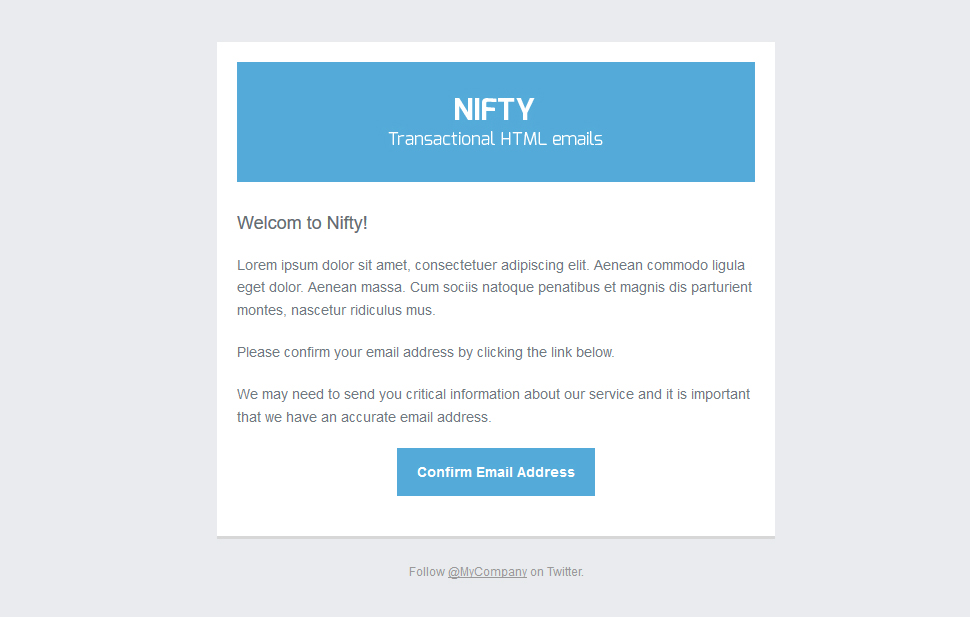 NIFTY
Transactional HTML emails
Welcom to Nifty!
Lorem ipsum dolor sit amet, consectetuer adipiscing elit. Aenean commodo ligula
eget dolor. Aenean massa. Cum sociis natoque penatibus et magnis dis parturient
montes, nascetur ridiculus mus.
Please confirm your email address by clicking the link below.
We may need to send you critical information about our service and it is important
that we have an accurate email address.
Confirm Email Address
Follow @MyCompany on Twitter.